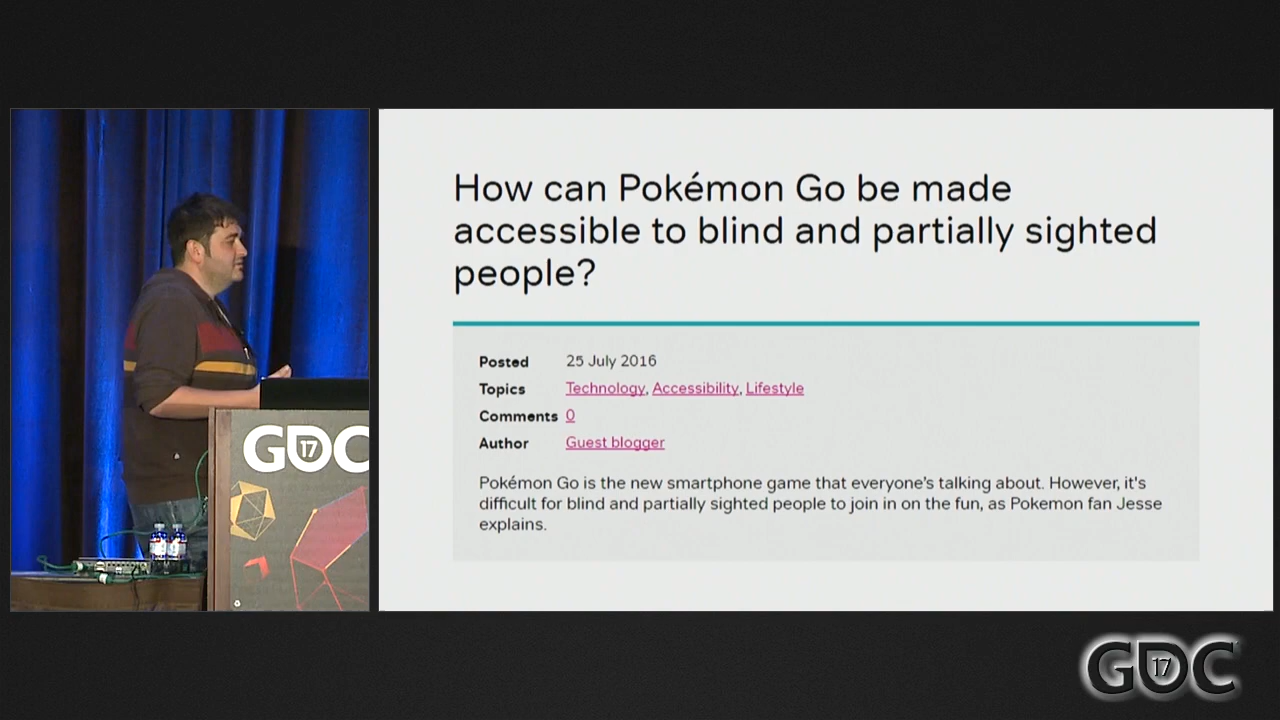 How can Pokémon Go be made
accessible to blind and partially sighted
people?
Posted 25 July 2016
Topics Technology, Accessibility, Lifestyle
Comments 0
Author Guest blogger
Pokémon Go is the new smartphone game that everyone's talking about. However, it's
difficult for blind and partially sighted people to join in on the fun, as Pokemon fan Jesse
explains.
GDC
17
GDC
17